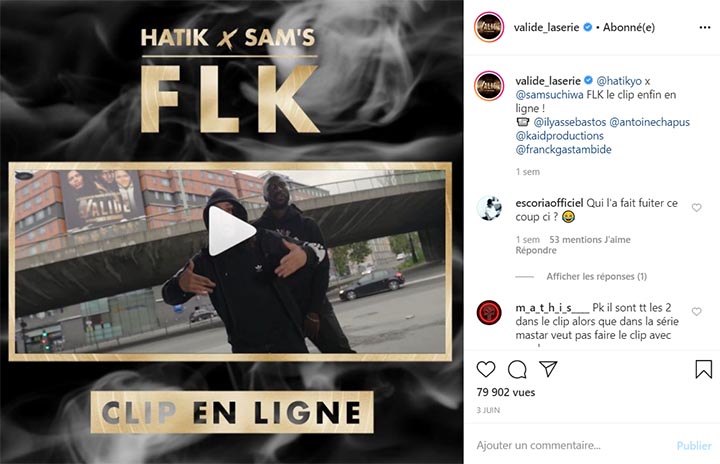 HATIK X SAM'S
FLK
VALIDÉ
CLIP EN LIGNE
valide_laserie • Abonné(e)
valide_laserie @hatikyo x
@samsuchiwa FLK le clip enfin en
ligne !
@ilyassebastos @antoinechapus
@kaidproductions
@franckgastambide
1 sem
escoriaofficiel Qui l'a fait fuiter ce
coup ci ? 😂
1 sem 53 mentions J'aime
Répondre
Afficher les réponses (1)
m_a_t_h_i_s___ Pk il sont tt les 2
dans le clip alors que dans la série
mastar veut pas faire le clip avec
79 902 vues
3 JUIN
Ajouter un commentaire... Publier